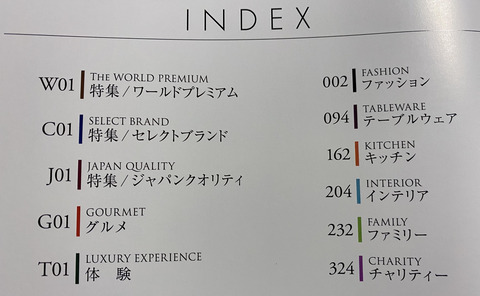 INDEX
W01 THE WORLD PREMIUM
特集/ワールドプレミアム
C01 SELECT BRAND
特集/セレクトブランド
J01 JAPAN QUALITY
特集/ジャパンクオリティ
G01 GOURMET
グルメ
T01 LUXURY EXPERIENCE
体 験
002 FASHION
ファッション
094 TABLEWARE
テーブルウェア
162 KITCHEN
キッチン
204 INTERIOR
インテリア
232 FAMILY
ファミリー
324 CHARITY
チャリティー